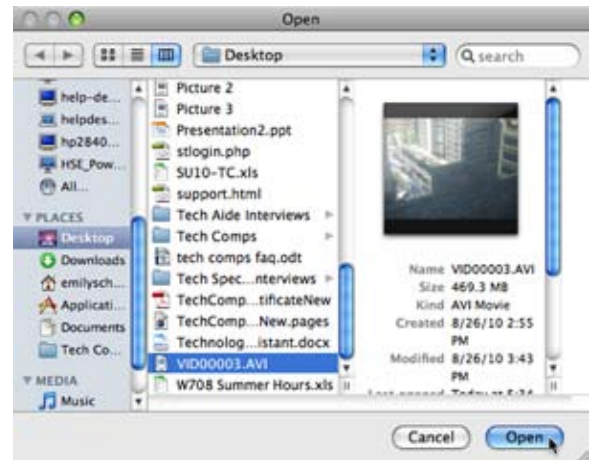 Open
Desktop
search
help-de...
helpdes...
hp2840...
HSE_Pow...
All...
▼ PLACES
Desktop
Downloads
emilysch...
Applicati...
Documents
Tech Co...
▼ MEDIA
Music
Picture 2
Picture 3
Presentation2.ppt
stlogin.php
SU10-TC.xls
support.html
Tech Aide Interviews
Tech Comps
tech comps faq.odt
Tech Spec...nterviews
TechComp...tificateNew
TechComp...New.pages
Technolog...istant.docx
VID00003.AVI
W708 Summer Hours.xls
Name VID00003.AVI
Size 469.3 MB
Kind AVI Movie
Created 8/26/10 2:55
PM
Modified 8/26/10 3:43
PM
Last opened Today at
Cancel
Open